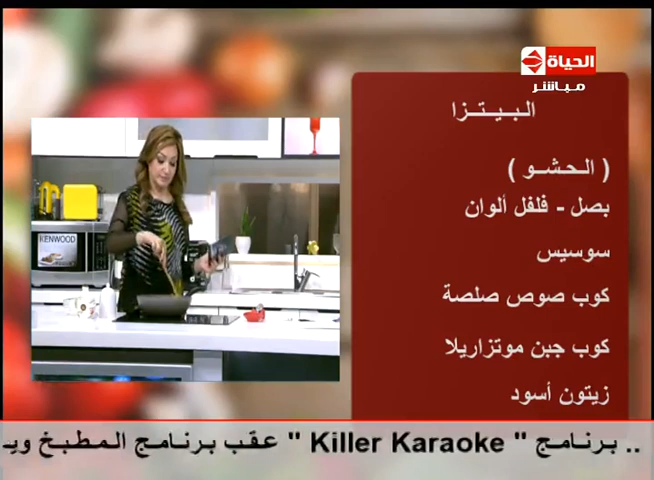 الحياة
مباشر
البيتزا
( الحشو )
بصل - فلفل ألوان
سوسيس
كوب صوص صلصة
كوب جبن موتزاريلا
زيتون أسود
KENWOOD
.. برنامج " Killer Karaoke " عقب برنامج المطبخ